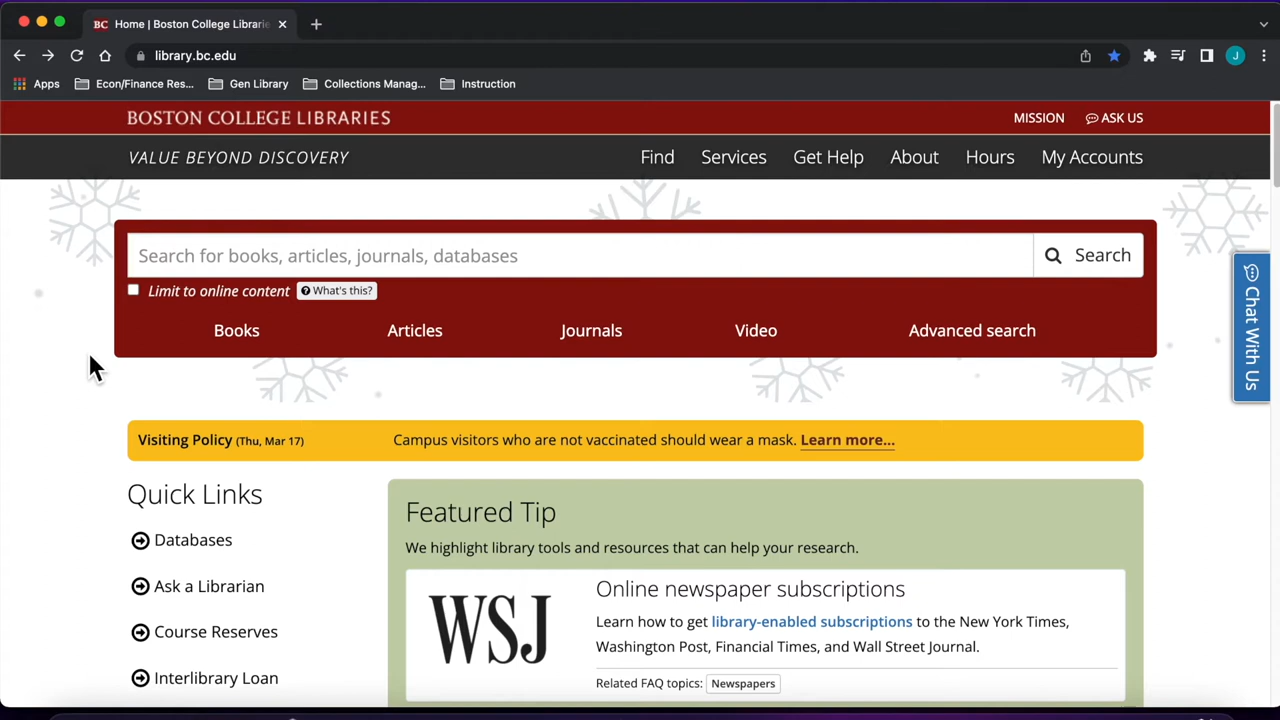 BC Home | Boston College Librarie
library.bc.edu
J
Apps Econ/Finance Res... Gen Library Collections Manag... Instruction
BOSTON COLLEGE LIBRARIES MISSION ASK US
VALUE BEYOND DISCOVERY Find Services Get Help About Hours My Accounts
Search for books, articles, journals, databases Search
Limit to online content What's this?
Books Articles Journals Video Advanced search
Chat With Us
Visiting Policy (Thu, Mar 17) Campus visitors who are not vaccinated should wear a mask. Learn more...
Quick Links
Databases
Ask a Librarian
Course Reserves
Interlibrary Loan
Featured Tip
We highlight library tools and resources that can help your research.
WSJ
Online newspaper subscriptions
Learn how to get library-enabled subscriptions to the New York Times,
Washington Post, Financial Times, and Wall Street Journal.
Related FAQ topics: Newspapers